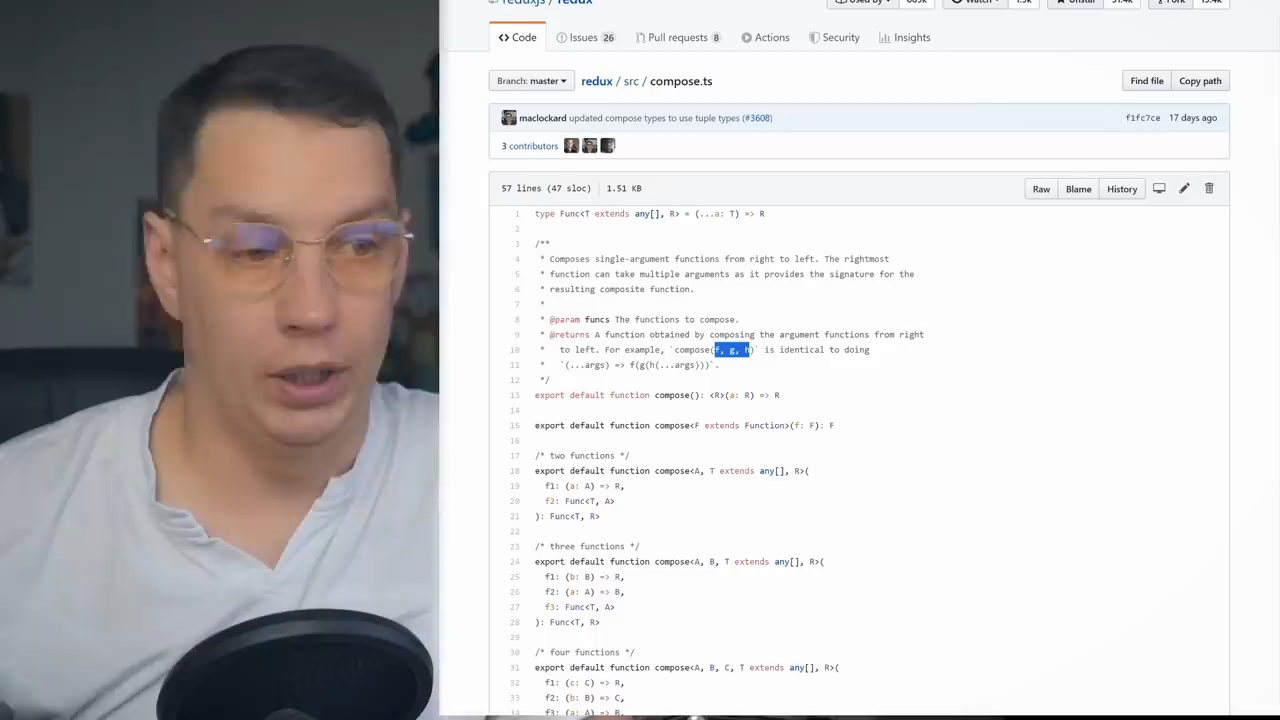 reduxjs / redux
Used by
Watch
Unstar
Fork
Code
Issues 26
Pull requests 8
Actions
Security
Insights
Branch: master
redux / src / compose.ts
Find file
Copy path
maclockard updated compose types to use tuple types (#3608)
f1fc7ce 17 days ago
3 contributors
57 lines (47 sloc) 1.51 KB
Raw
Blame
History
1 type Func<T extends any[], R> = (...a: T) => R
2
3 /**
4 * Composes single-argument functions from right to left. The rightmost
5 * function can take multiple arguments as it provides the signature for the
6 * resulting composite function.
7 *
8 * @param funcs The functions to compose.
9 * @returns A function obtained by composing the argument functions from right
10 * to left. For example, `compose(f, g, h)` is identical to doing
11 * `(...args) => f(g(h(...args)))`.
12 */
13 export default function compose(): <R>(a: R) => R
14
15 export default function compose<F extends Function>(f: F): F
16
17 /* two functions */
18 export default function compose<A, T extends any[], R>(
19 f1: (a: A) => R,
20 f2: Func<T, A>
21 ): Func<T, R>
22
23 /* three functions */
24 export default function compose<A, B, T extends any[], R>(
25 f1: (b: B) => R,
26 f2: (a: A) => B,
27 f3: Func<T, A>
28 ): Func<T, R>
29
30 /* four functions */
31 export default function compose<A, B, C, T extends any[], R>(
32 f1: (c: C) => R,
33 f2: (b: B) => C,
34 f3: (a: A) => B,